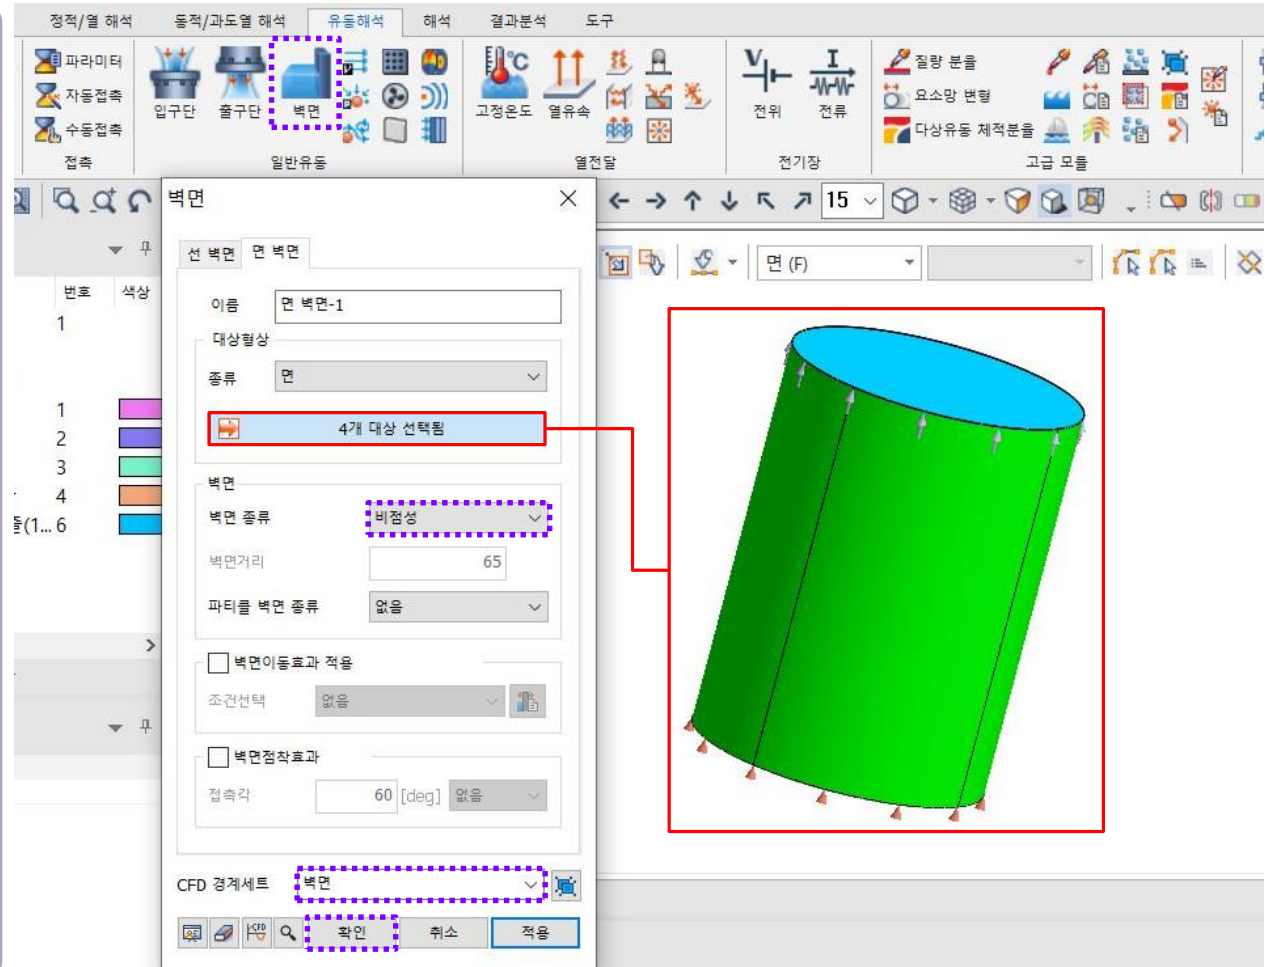 정적/열 해석 동적/과도열 해석 유동해석 해석 결과분석 도구
파라미터
자동접촉
수동접촉
접촉
입구단 출구단 벽면
일반유동
℃
고정온도 열유속
열전달
V I
전위 전류
전기장
질량 분율
요소망 변형
다상유동 체적분율
고급 모듈
15
벽면
선 벽면 면 벽면
면 (F)
번호 색상
1
1
2
3
4
(1... 6
이름 면 벽면-1
대상형상
종류 면
4개 대상 선택됨
벽면
벽면 종류 비점성
벽면거리 65
파티클 벽면 종류 없음
벽면이동효과 적용
조건선택 없음
벽면점착효과
접촉각 60 [deg] 없음
CFD 경계세트 벽면
CFD
확인 취소 적용